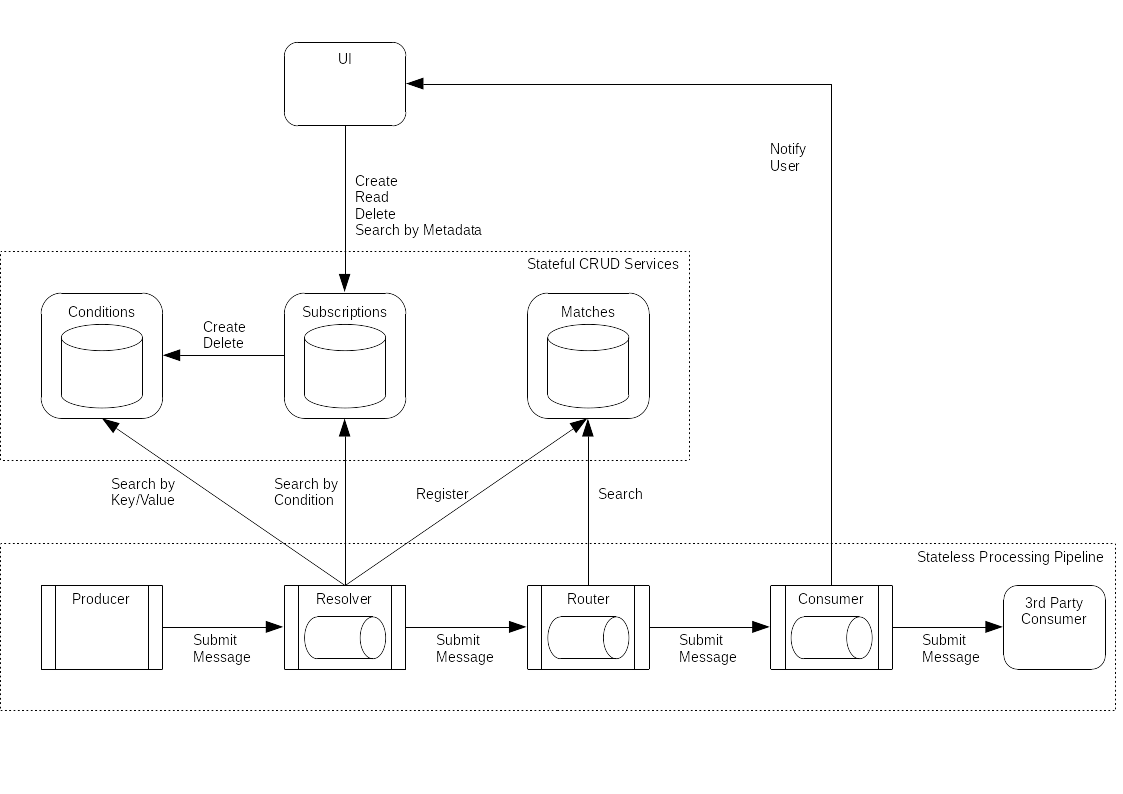 UI
Notify
User
Create
Read
Delete
Search by Metadata
Stateful CRUD Services
Conditions
Subscriptions
Matches
Create
Delete
Search by
Key/Value
Search by
Condition
Register
Search
Stateless Processing Pipeline
Producer
Resolver
Router
Consumer
3rd Party
Consumer
Submit
Message
Submit
Message
Submit
Message
Submit
Message